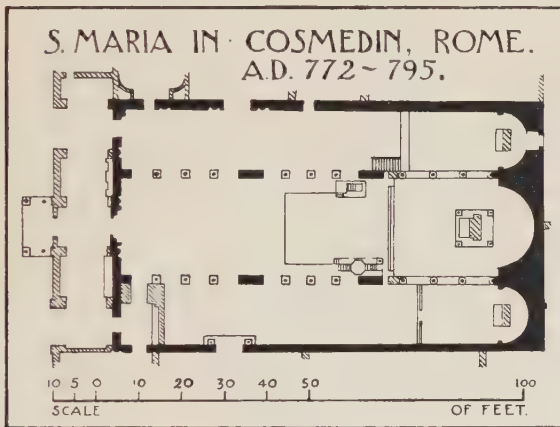 S. MARIA IN · COSMEDIN, ROME.
A.D. 772~795.
10 5 0 10 20 30 40 50 100
SCALE OF FEET.